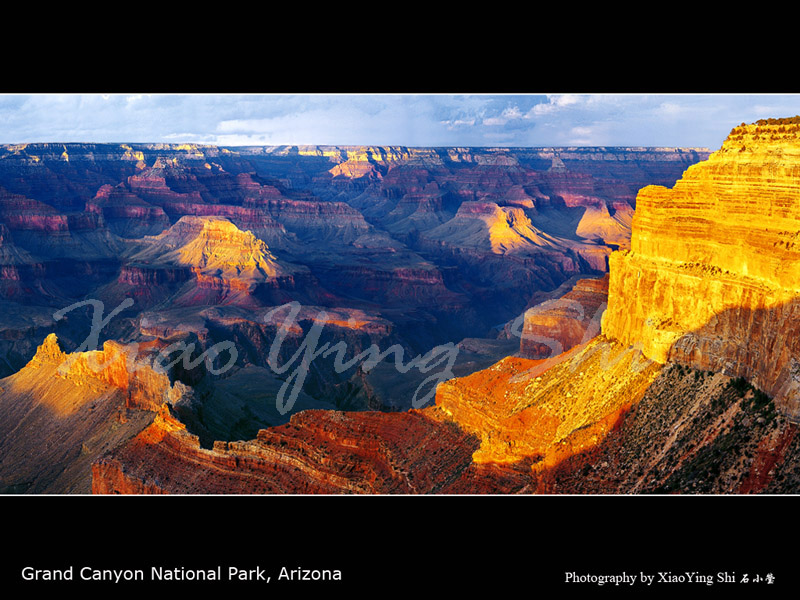 Xiao Ying Shi
Grand Canyon National Park, Arizona
Photography by XiaoYing Shi 石小莹